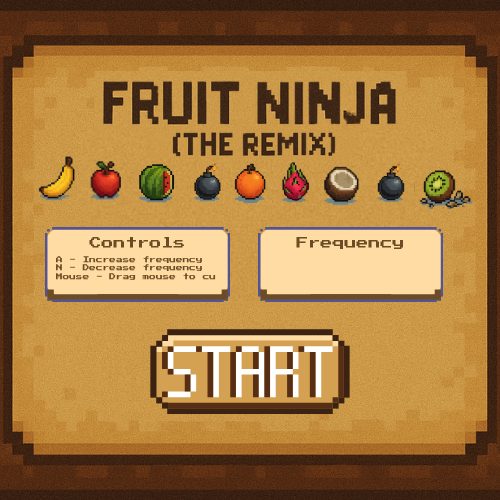 FRUIT NINJA
(THE REMIX)
Controls
A - Increase frequency
N - Decrease frequency
Mouse - Drag mouse to cu
Frequency
START